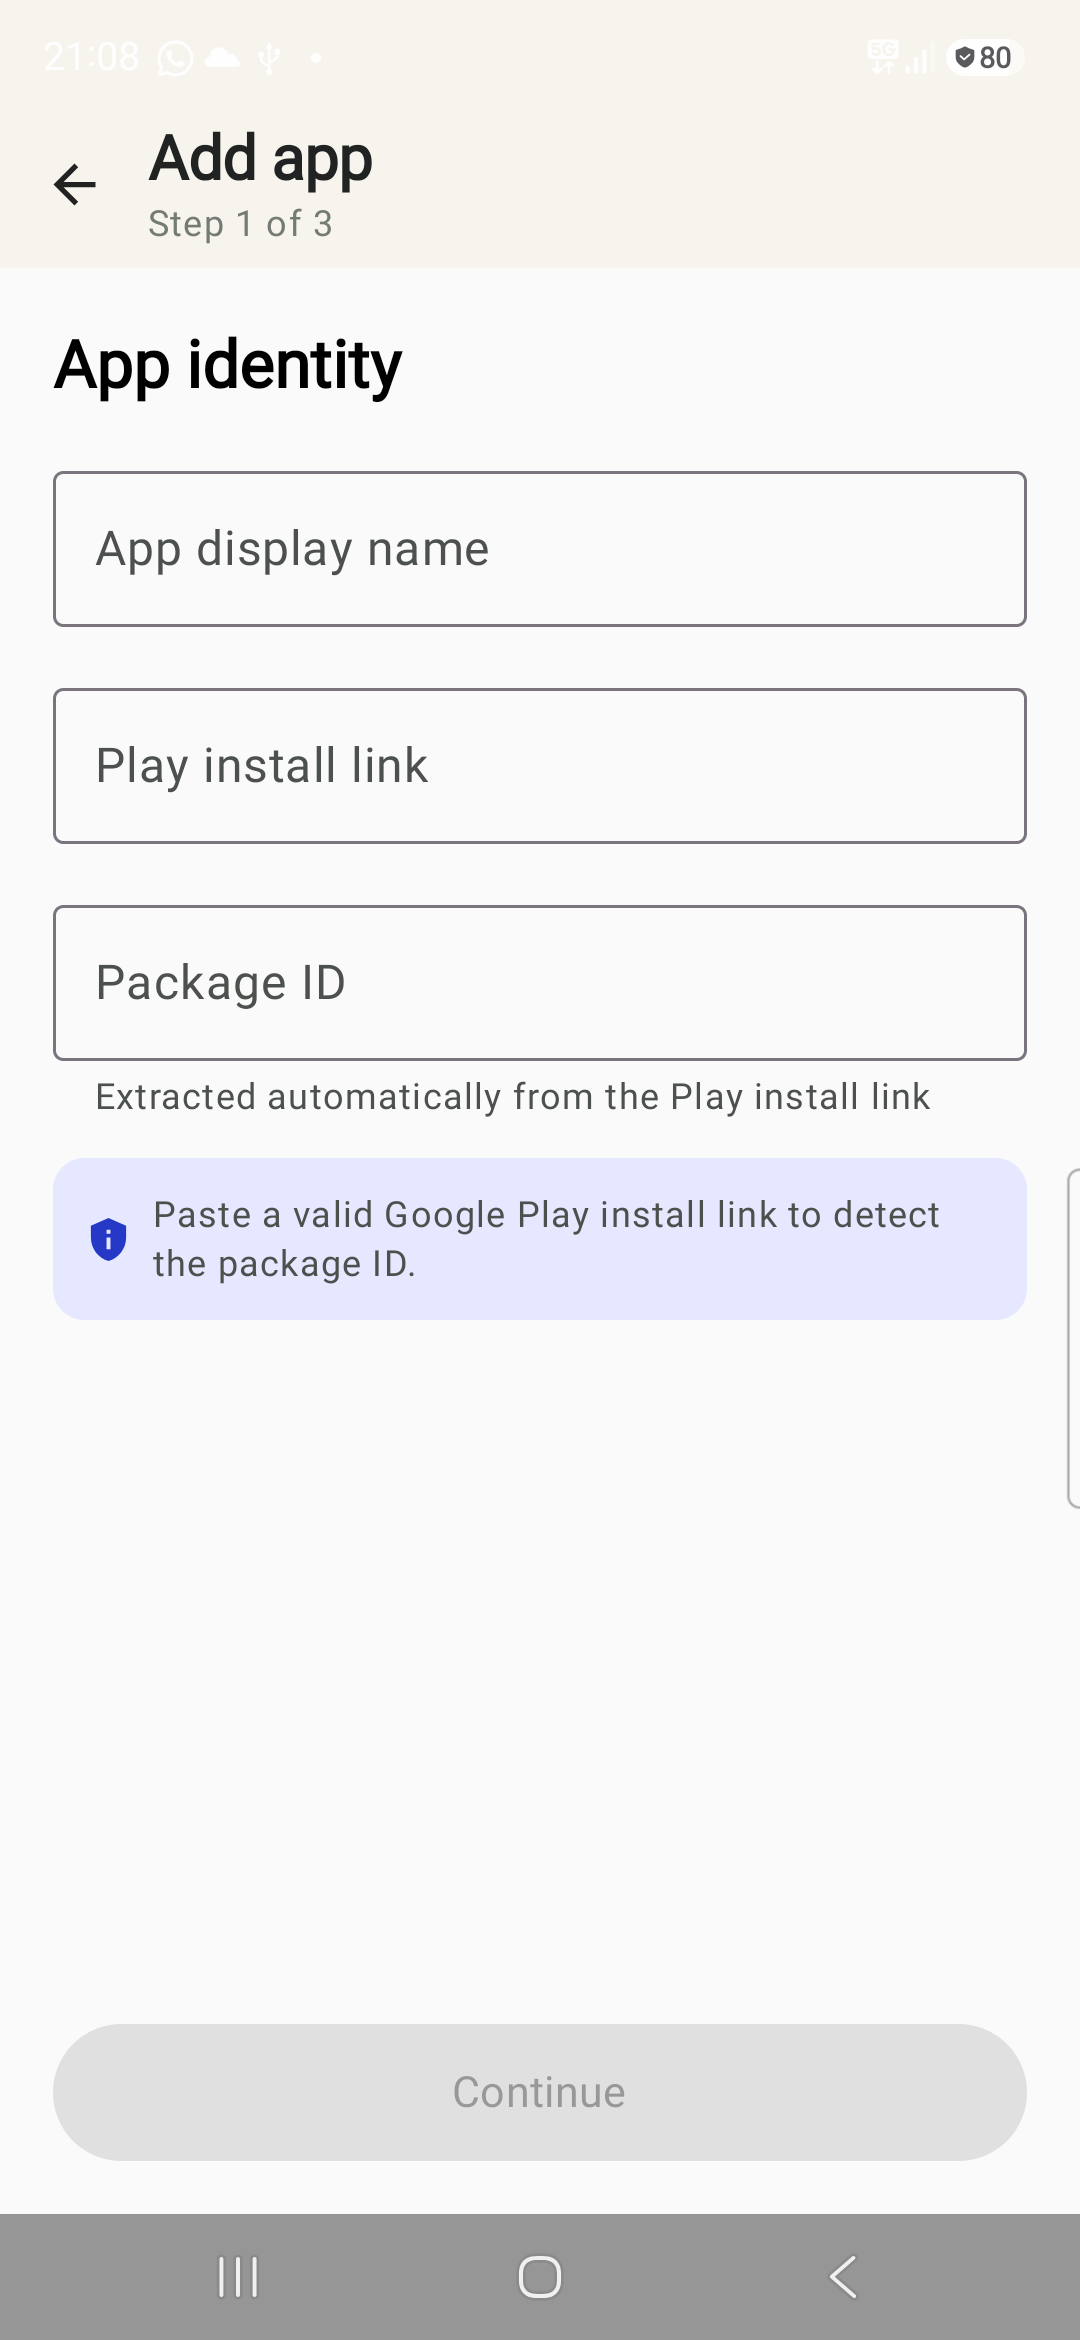 21:08
5G
80
Add app
Step 1 of 3
App identity
App display name
Play install link
Package ID
Extracted automatically from the Play install link
Paste a valid Google Play install link to detect
the package ID.
Continue